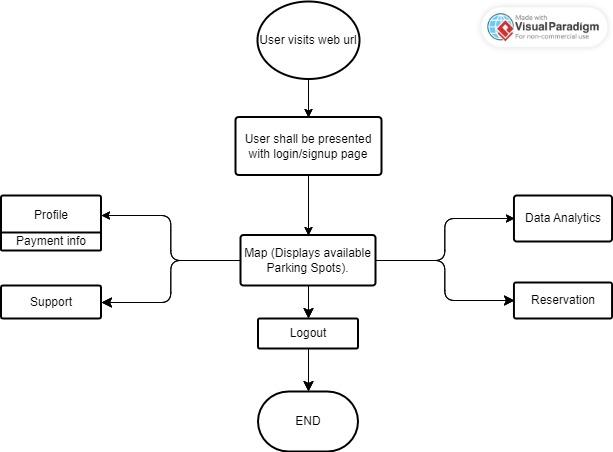 Made with
Visual Paradigm
For non-commercial use
User visits web url
User shall be presented
with login/signup page
Profile
Payment info
Data Analytics
Map (Displays available
Parking Spots).
Support
Reservation
Logout
END